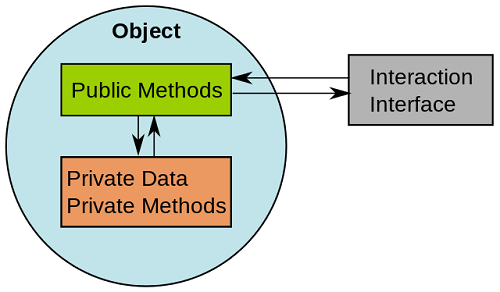 Object
Public Methods
Interaction
Interface
Private Data
Private Methods